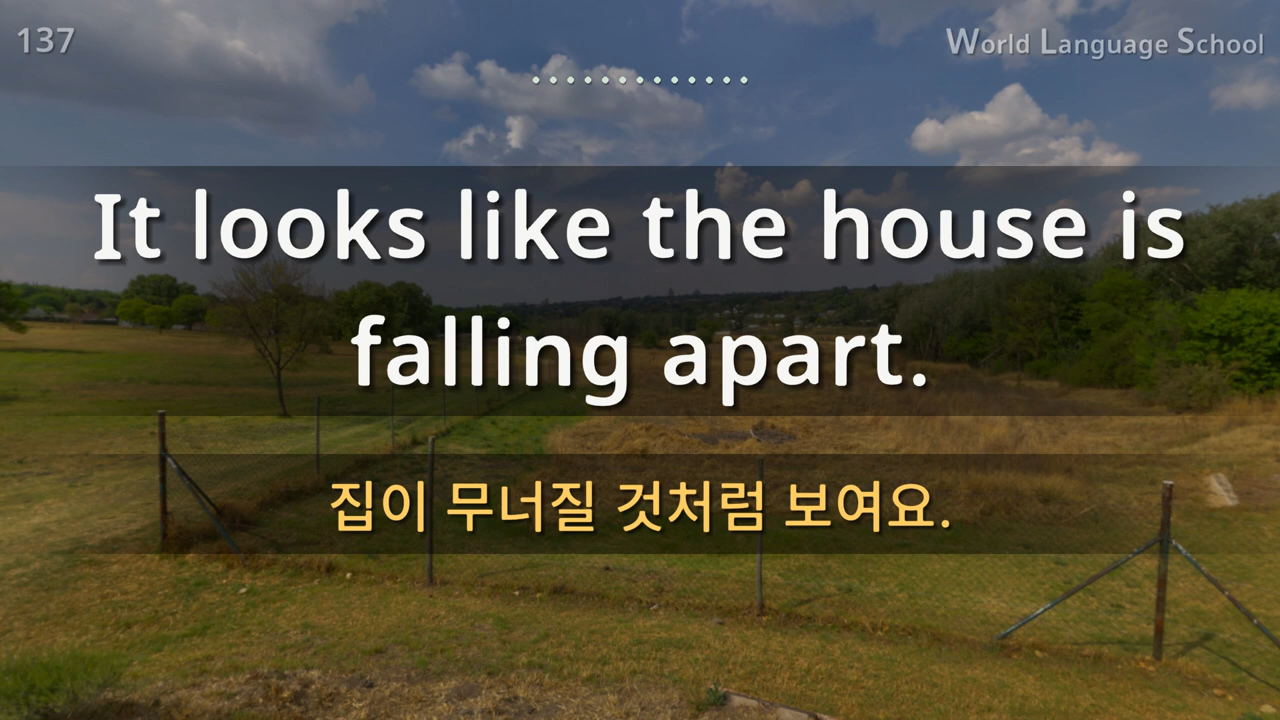 137
World Language School
It looks like the house is
falling apart.
집이 무너질 것처럼 보여요.